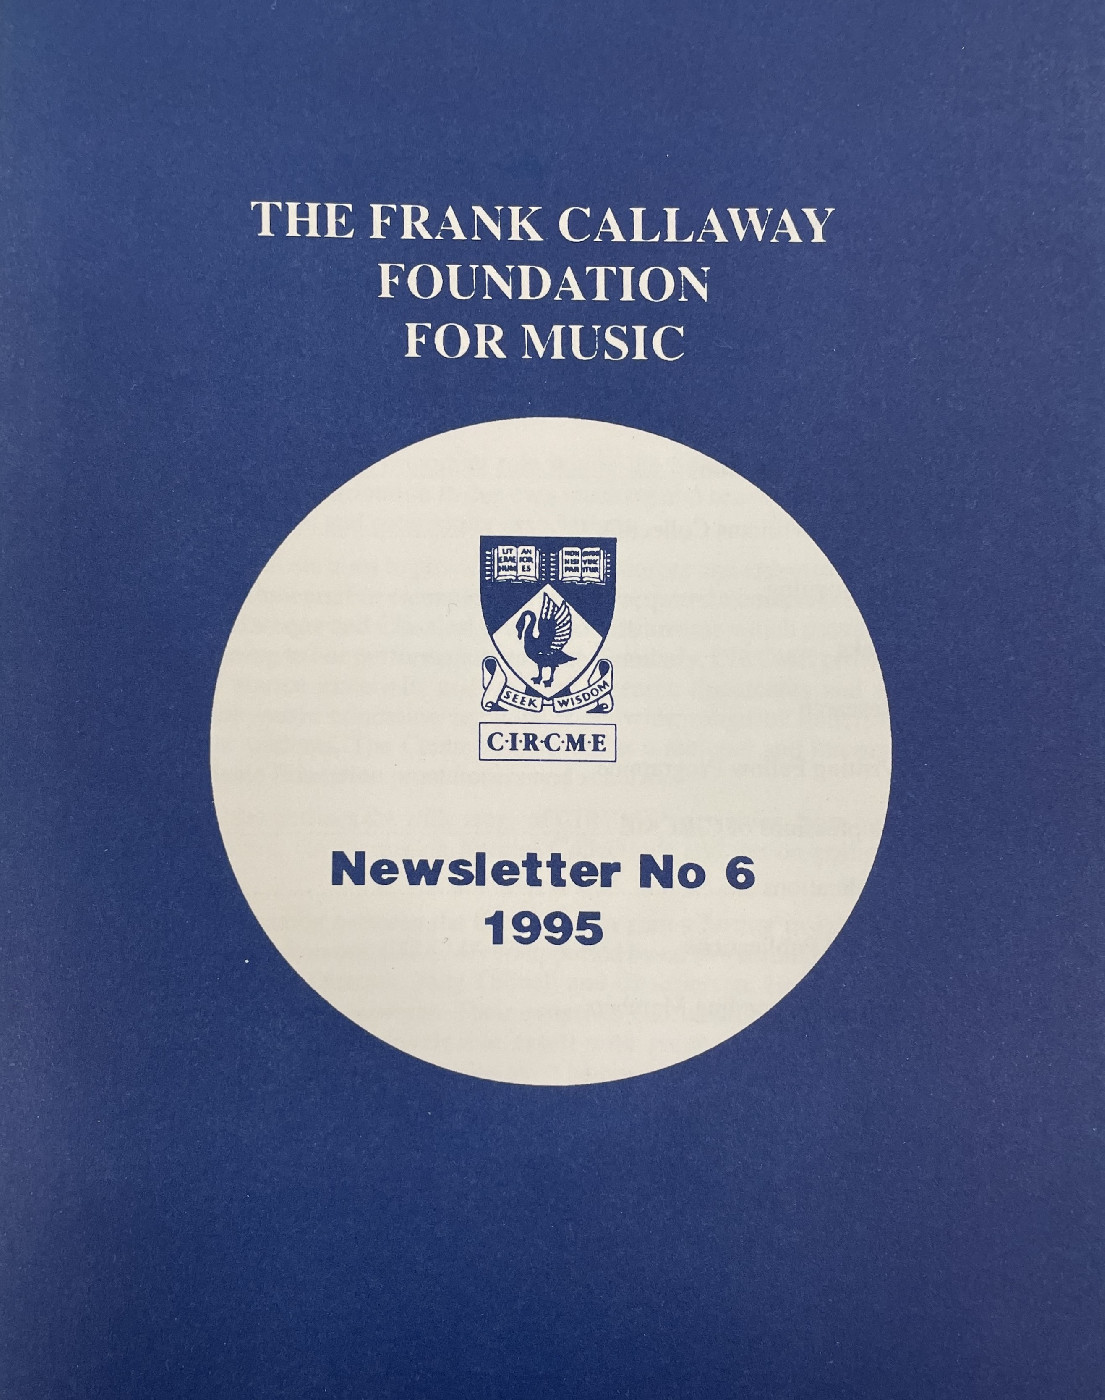 THE FRANK CALLAWAY
FOUNDATION
FOR MUSIC
SEEK WISDOM
C·I·R·C·M·E
Newsletter No 6
1995